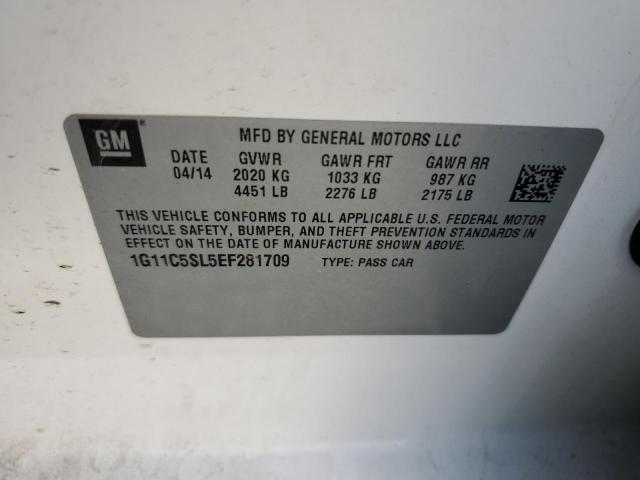 GM®
MFD BY GENERAL MOTORS LLC
DATE GVWR GAWR FRT GAWR RR
04/14 2020 KG 1033 KG 987 KG
4451 LB 2276 LB 2175 LB
THIS VEHICLE CONFORMS TO ALL APPLICABLE U.S. FEDERAL MOTOR
VEHICLE SAFETY, BUMPER, AND THEFT PREVENTION STANDARDS IN
EFFECT ON THE DATE OF MANUFACTURE SHOWN ABOVE.
1G11C5SL5EF281709 TYPE: PASS CAR